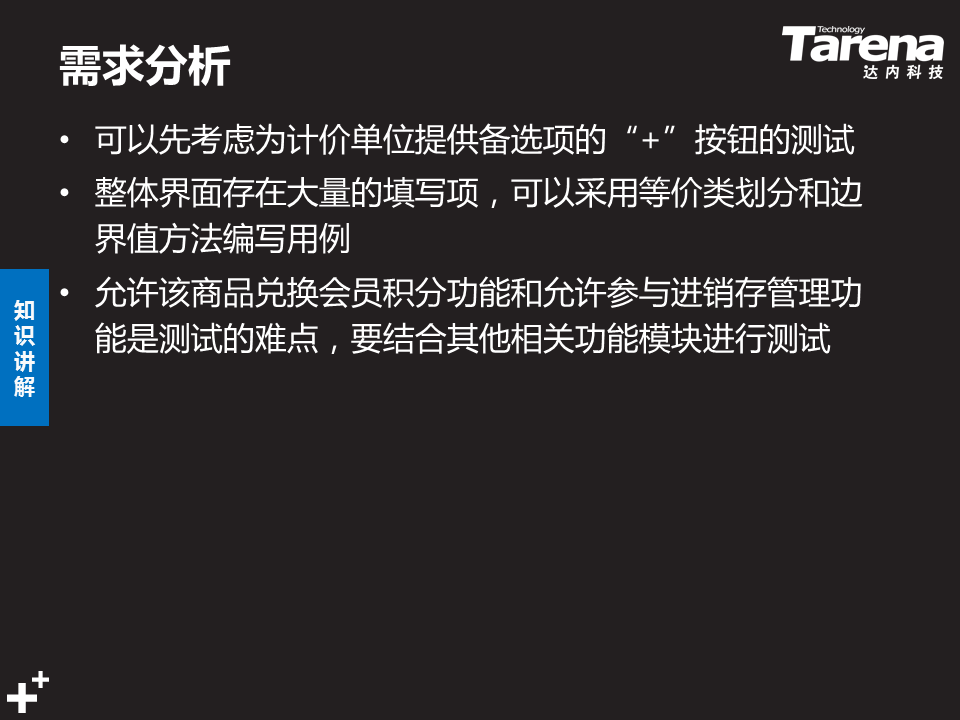 需求分析
Technology
Tarena
达内科技
• 可以先考虑为计价单位提供备选项的“+”按钮的测试
• 整体界面存在大量的填写项，可以采用等价类划分和边
界值方法编写用例
• 允许该商品兑换会员积分功能和允许参与进销存管理功
能是测试的难点，要结合其他相关功能模块进行测试
知
识
讲
解